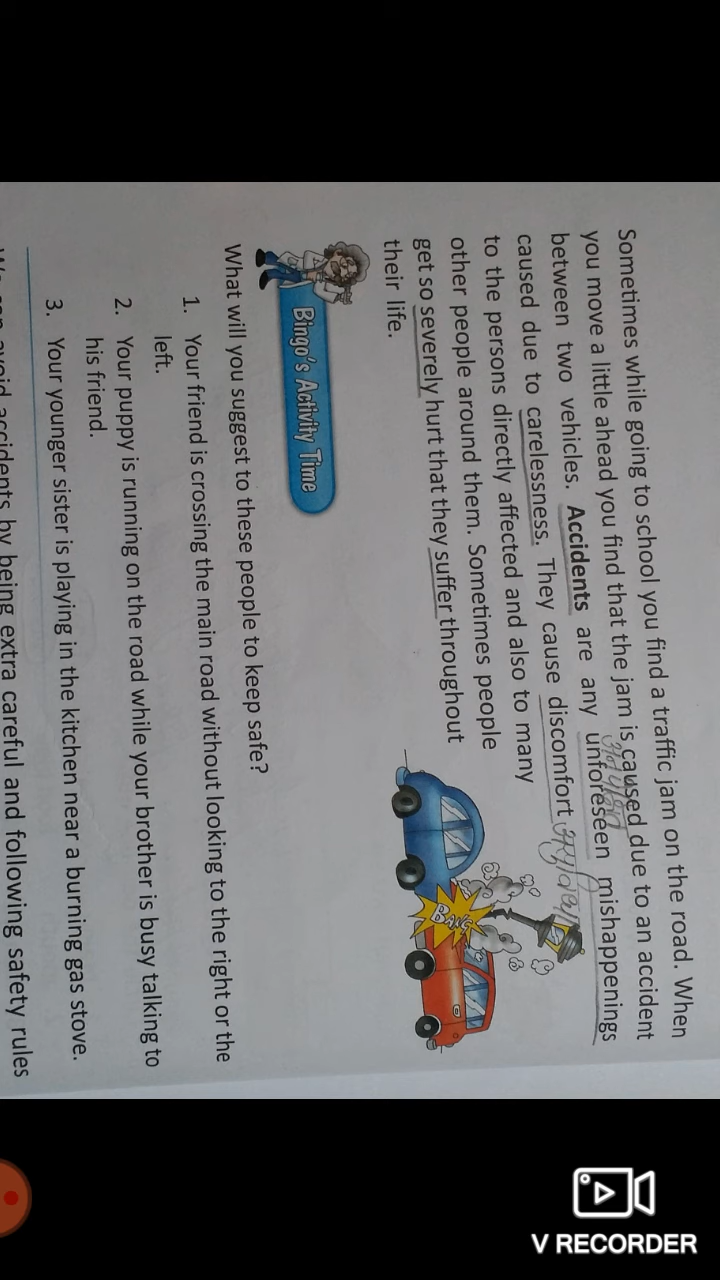 Sometimes while going to school you find a traffic jam on the road. When
you move a little ahead you find that the jam is caused due to an accident
between two vehicles. Accidents are any unforeseen mishappenings
caused due to carelessness. They cause discomfort
to the persons directly affected and also to many
other people around them. Sometimes people
get so severely hurt that they suffer throughout
their life.
BANG
Bingo's Activity Time
What will you suggest to these people to keep safe?
1. Your friend is crossing the main road without looking to the right or the
left.
2. Your puppy is running on the road while your brother is busy talking to
his friend.
3. Your younger sister is playing in the kitchen near a burning gas stove.
We can avoid accidents by being extra careful and following safety rules
V RECORDER